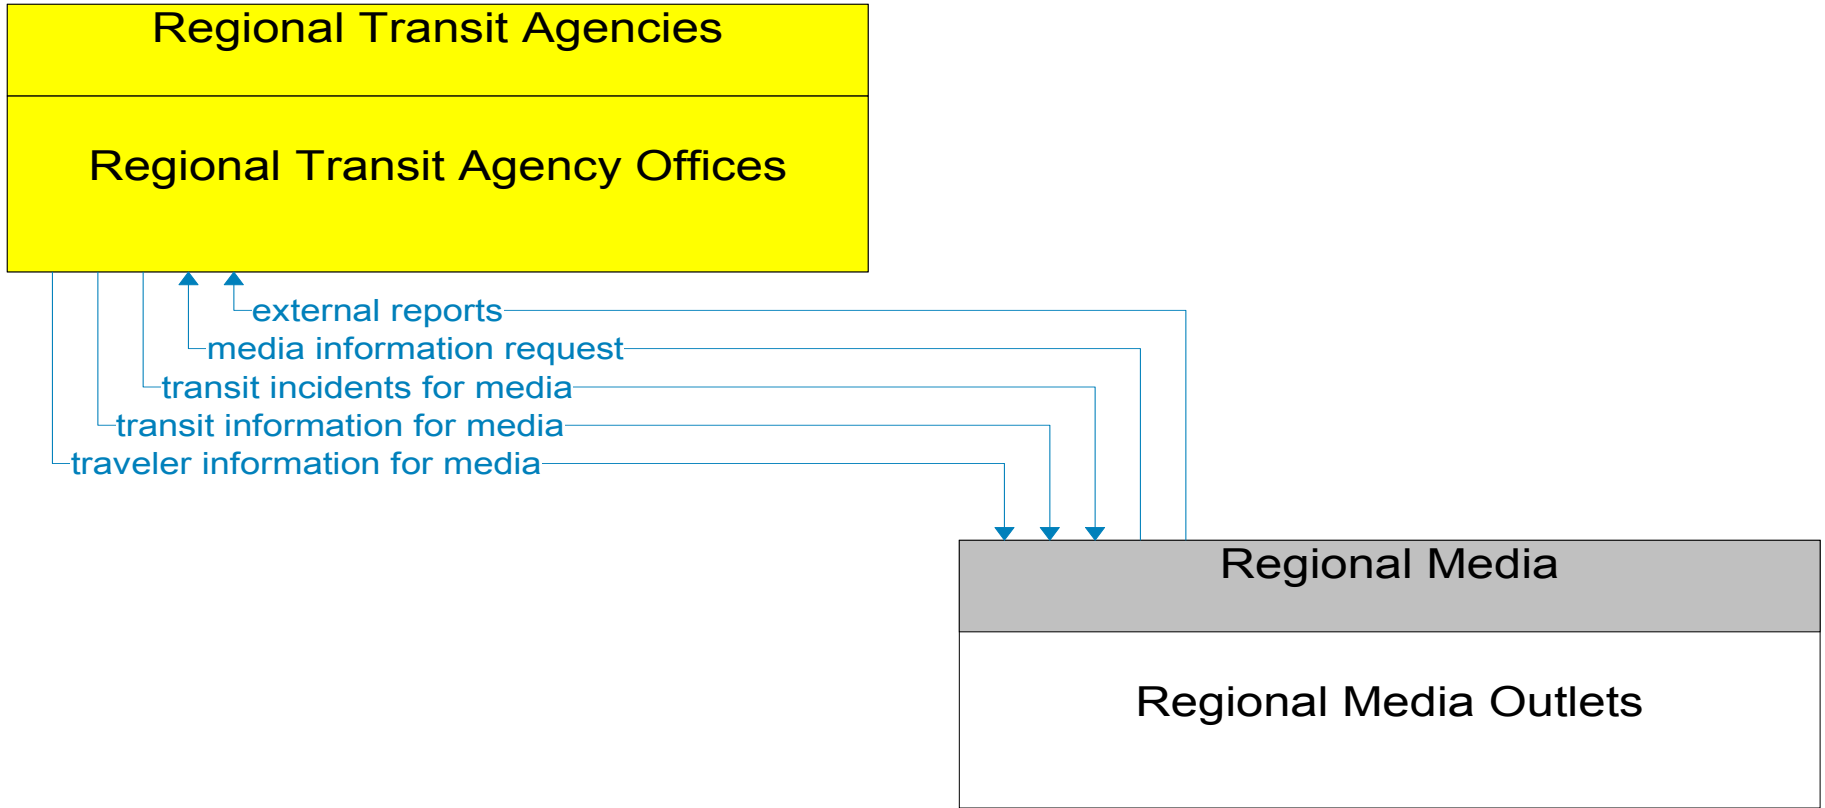 Regional Transit Agencies
Regional Transit Agency Offices
external reports
media information request
transit incidents for media
transit information for media
traveler information for media
Regional Media
Regional Media Outlets